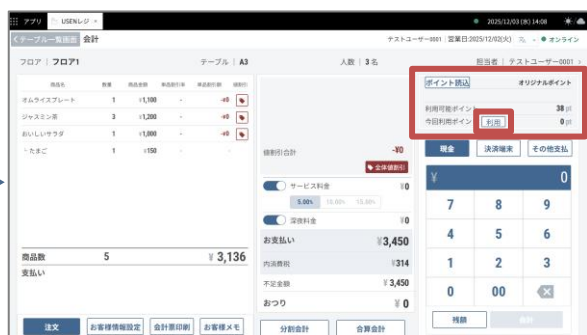 アプリ USENレジ × 2025/12/03(水) 14:08
<テーブル一覧画面 会計 テストユーザー0001 営業日:2025/12/02(火) オンライン
フロア | フロア1 テーブル | A3 人数 | 3 名 担当者 | テストユーザー0001 >
商品名 数量 商品金額 単品割引率 単品割引額 値割引
オムライスプレート 1 ¥1,100 - -¥0
ジャスミン茶 3 ¥1,200 - -¥0
おいしいサラダ 1 ¥1,000 - -¥0
└ たまご 1 ¥150 - -
商品数 5 ¥ 3,136
支払い
注文 お客様情報設定 会計票印刷 お客様メモ
値割引合計 -¥0
全体値割引
サービス料金 ¥0
5.00% 10.00% 15.00%
深夜料金 ¥0
お支払い ¥3,450
内消費税 ¥314
不足金額 ¥ 3,450
おつり ¥ 0
分割会計 合算会計
ポイント読込 オリジナルポイント
利用可能ポイント 38 pt
今回利用ポイン 利用 0 pt
現金 決済端末 その他支払
¥ 0
7 8 9
4 5 6
1 2 3
0 00
残額 会計